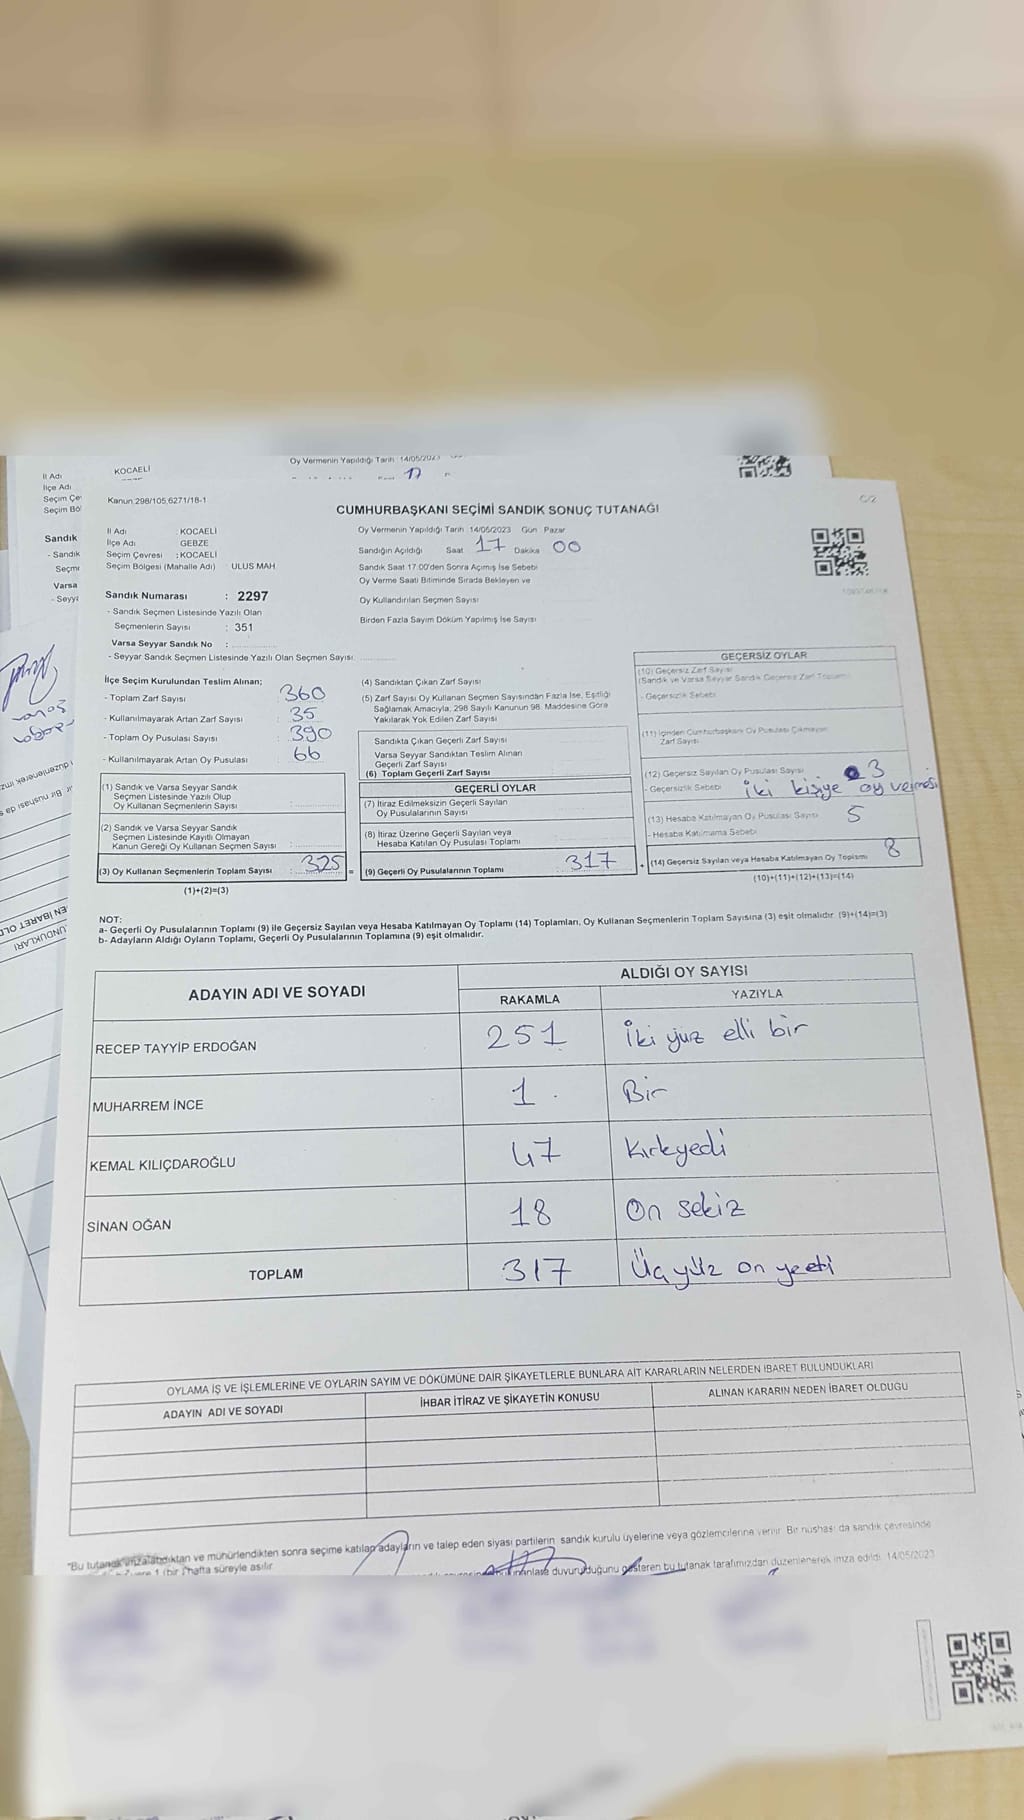 Oy Vermenin Yapıldığı Tarih 14/05/2023
İl Adı KOCAELİ
17
İlçe Adı
Seçim Çe
Seçim Böl
Sandık
- Sandık
Seçme
Varsa
- Seyya
Kanun 298/105,6271/18-1
C/2
CUMHURBAŞKANI SEÇİMİ SANDIK SONUÇ TUTANAĞI
İl Adı : KOCAELİ
İlçe Adı : GEBZE
Seçim Çevresi : KOCAELİ
Seçim Bölgesi (Mahalle Adı) : ULUS MAH.
Sandık Numarası : 2297
- Sandık Seçmen Listesinde Yazılı Olan
Seçmenlerin Sayısı : 351
Varsa Seyyar Sandık No :
- Seyyar Sandık Seçmen Listesinde Yazılı Olan Seçmen Sayısı:
Oy Vermenin Yapıldığı Tarih 14/05/2023 Gün Pazar
Sandığın Açıldığı Saat 17 Dakika 00
Sandık Saat 17:00'den Sonra Açmış İse Sebebi
Oy Verme Saati Bitiminde Sırada Bekleyen ve
Oy Kullandırılan Seçmen Sayısı
Birden Fazla Sayım Döküm Yapılmış İse Sayısı
İlçe Seçim Kurulundan Teslim Alınan;
- Toplam Zarf Sayısı : 360
- Kullanılmayarak Artan Zarf Sayısı : 35
- Toplam Oy Pusulası Sayısı : 390
- Kullanılmayarak Artan Oy Pusulası : 66
(1) Sandık ve Varsa Seyyar Sandık
Seçmen Listesinde Yazılı Olup
Oy Kullanan Seçmenlerin Sayısı :
(2) Sandık ve Varsa Seyyar Sandık
Seçmen Listesinde Kayıtlı Olmayan
Kanun Gereği Oy Kullanan Seçmen Sayısı :
(3) Oy Kullanan Seçmenlerin Toplam Sayısı : 325 =
(1)+(2)=(3)
(4) Sandıktan Çıkan Zarf Sayısı
(5) Zarf Sayısı Oy Kullanan Seçmen Sayısından Fazla İse, Eşitliği
Sağlamak Amacıyla, 298 Sayılı Kanunun 98. Maddesine Göre
Yakılarak Yok Edilen Zarf Sayısı
Sandıkta Çıkan Geçerli Zarf Sayısı
Varsa Seyyar Sandıktan Teslim Alınan
Geçerli Zarf Sayısı
(6) Toplam Geçerli Zarf Sayısı
GEÇERLİ OYLAR
(7) İtiraz Edilmeksizin Geçerli Sayılan
Oy Pusulalarının Sayısı
(8) İtiraz Üzerine Geçerli Sayılan veya
Hesaba Katılan Oy Pusulası Toplamı
(9) Geçerli Oy Pusulalarının Toplamı 317 +
GEÇERSİZ OYLAR
(10) Geçersiz Zarf Sayısı
(Sandık ve Varsa Seyyar Sandık Geçersiz Zarf Toplamı)
- Geçersizlik Sebebi
(11) İçinden Cumhurbaşkanı Oy Pusulası Çıkmayan
Zarf Sayısı
(12) Geçersiz Sayılan Oy Pusulası Sayısı 3
- Geçersizlik Sebebi iki kişiye oy vermesi
(13) Hesaba Katılmayan Oy Pusulası Sayısı 5
- Hesaba Katılmama Sebebi
(14) Geçersiz Sayılan veya Hesaba Katılmayan Oy Toplamı 8
(10)+(11)+(12)+(13)=(14)
NOT:
a- Geçerli Oy Pusulalarının Toplamı (9) ile Geçersiz Sayılan veya Hesaba Katılmayan Oy Toplamı (14) Toplamları, Oy Kullanan Seçmenlerin Toplam Sayısına (3) eşit olmalıdır. (9)+(14)=(3)
b- Adayların Aldığı Oyların Toplamı, Geçerli Oy Pusulalarının Toplamına (9) eşit olmalıdır.
ADAYIN ADI VE SOYADI
ALDIĞI OY SAYISI
RAKAMLA YAZIYLA
RECEP TAYYİP ERDOĞAN 251 İki yüz elli bir
MUHARREM İNCE 1 Bir
KEMAL KILIÇDAROĞLU 47 Kırkyedi
SİNAN OĞAN 18 On sekiz
TOPLAM 317 Üçyüz on yedi
OYLAMA İŞ VE İŞLEMLERİNE VE OYLARIN SAYIM VE DÖKÜMÜNE DAİR ŞİKAYETLERLE BUNLARA AİT KARARLARIN NELERDEN İBARET BULUNDUKLARI
ADAYIN ADI VE SOYADI İHBAR İTİRAZ VE ŞİKAYETİN KONUSU ALINAN KARARIN NEDEN İBARET OLDUĞU
"Bu tutanak imzalandıktan ve mühürlendikten sonra seçime katılan adayların ve talep eden siyasi partilerin sandık kurulu üyelerine veya gözlemcilerine verilir. Bir nüshası da sandık çevresinde
1 (bir) hafta süreyle asılır
duyurulduğunu gösteren bu tutanak tarafımızdan düzenlenerek imza edildi. 14/05/2023